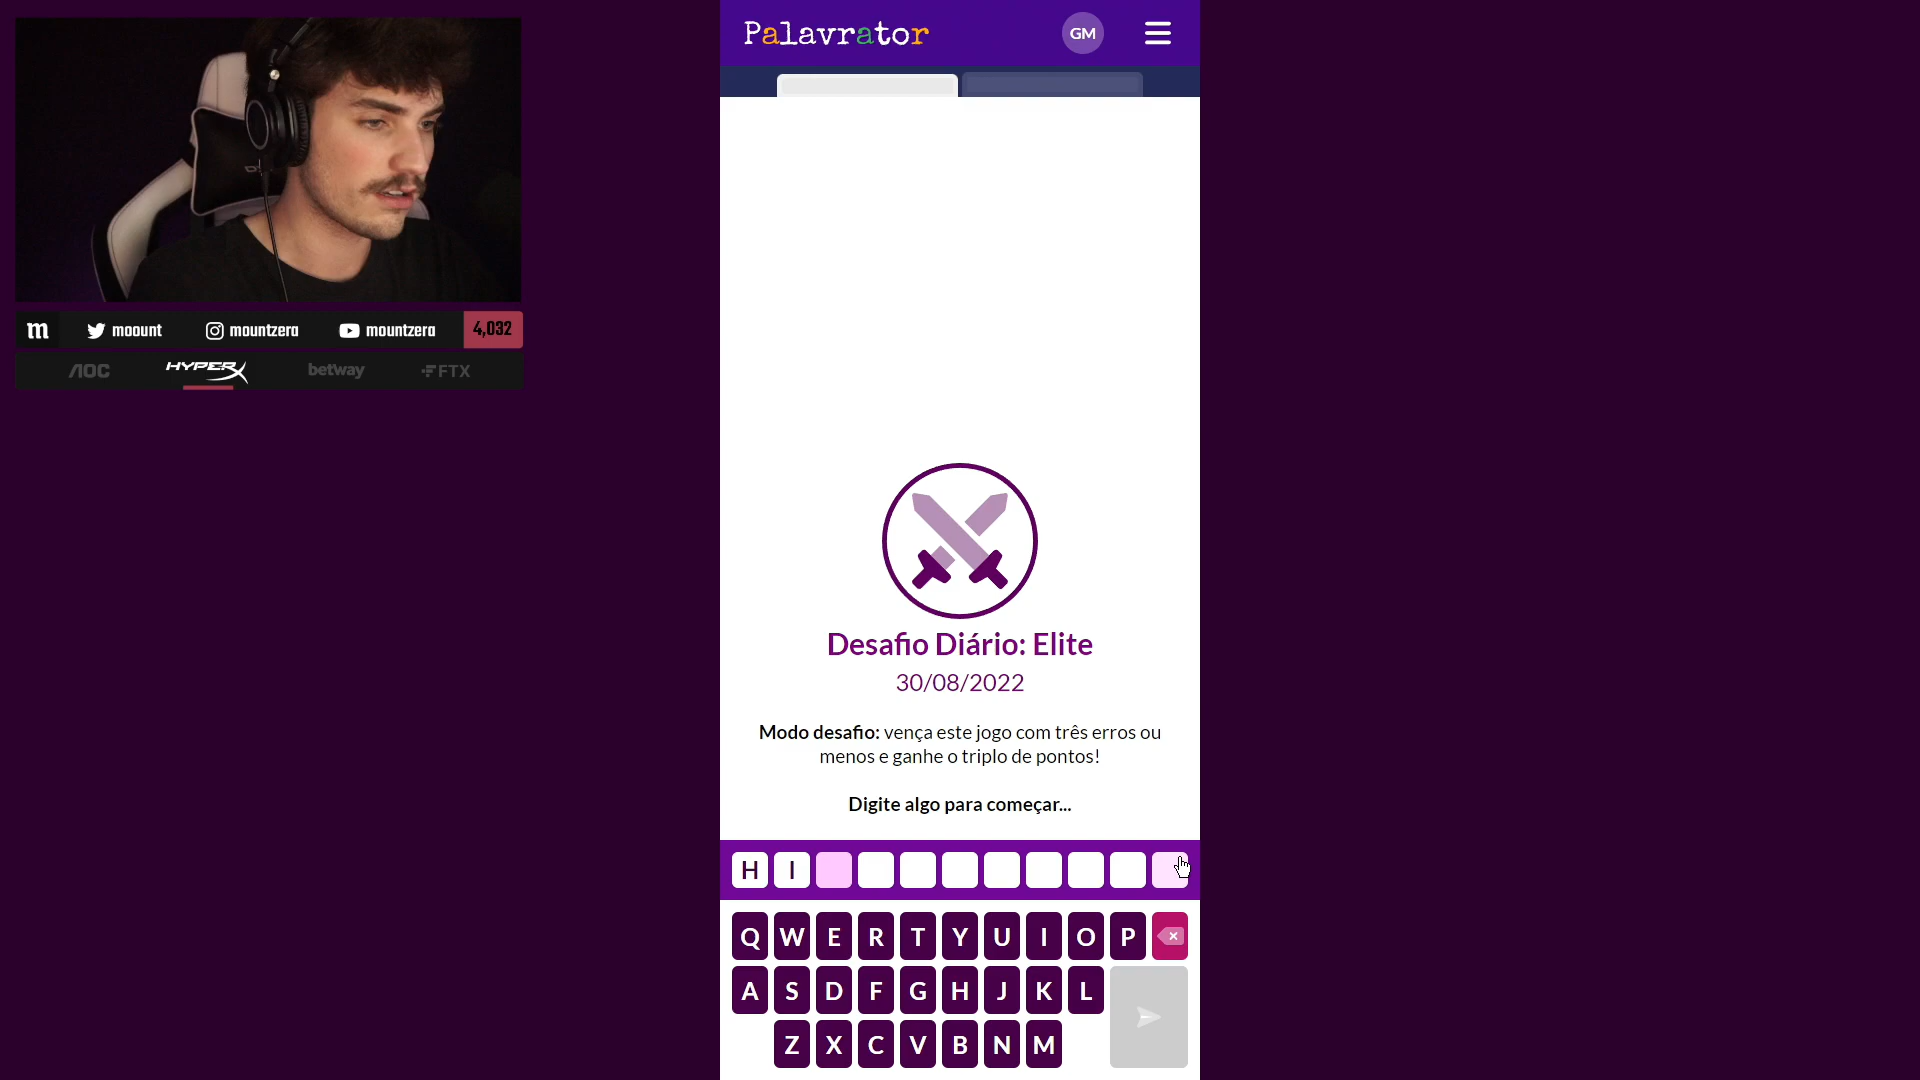 Palavrator
GM
m
moount
mountzera
mountzera
4,032
AOC
HYPERX
betway
FTX
Desafio Diário: Elite
30/08/2022
Modo desafio: vença este jogo com três erros ou
menos e ganhe o triplo de pontos!
Digite algo para começar...
H I
Q W E R T Y U I O P
A S D F G H J K L
Z X C V B N M